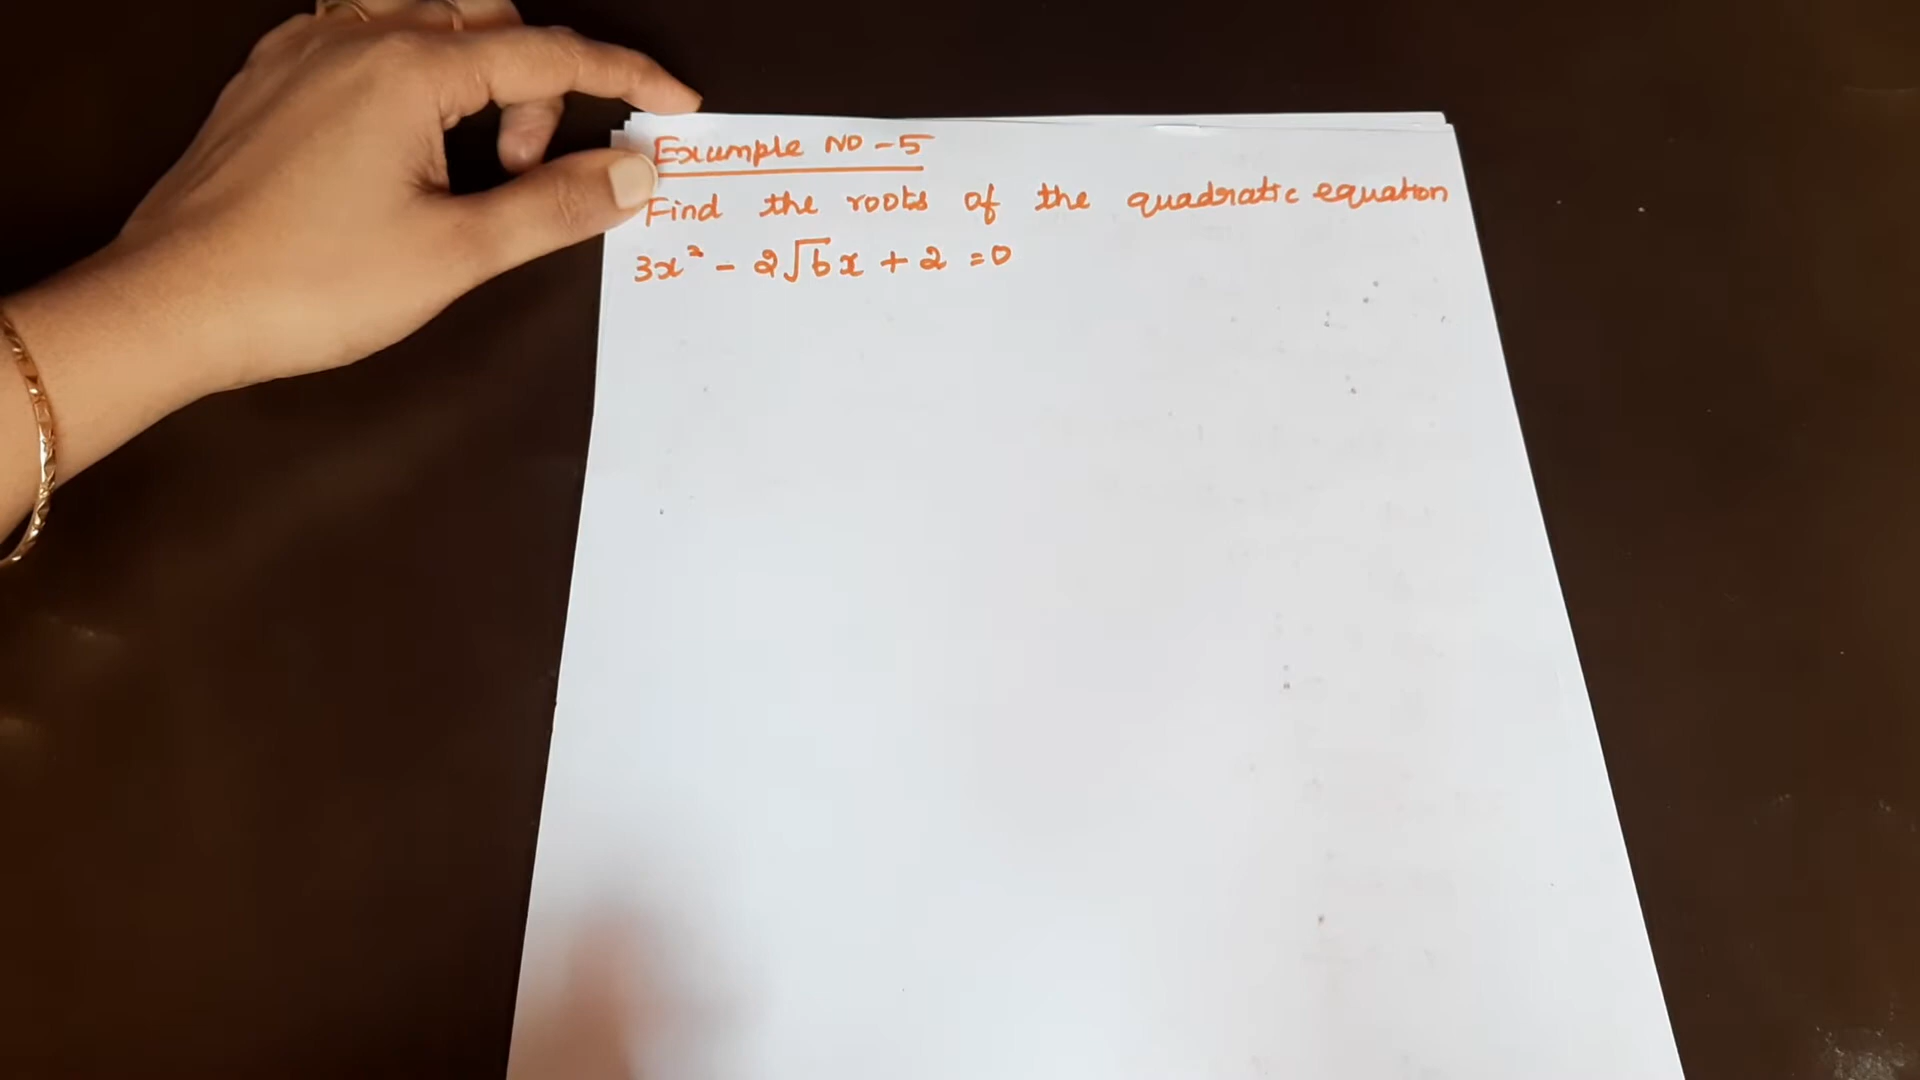 Example NO - 5
Find the roots of the quadratic equation
3x² - 2√6x + 2 = 0